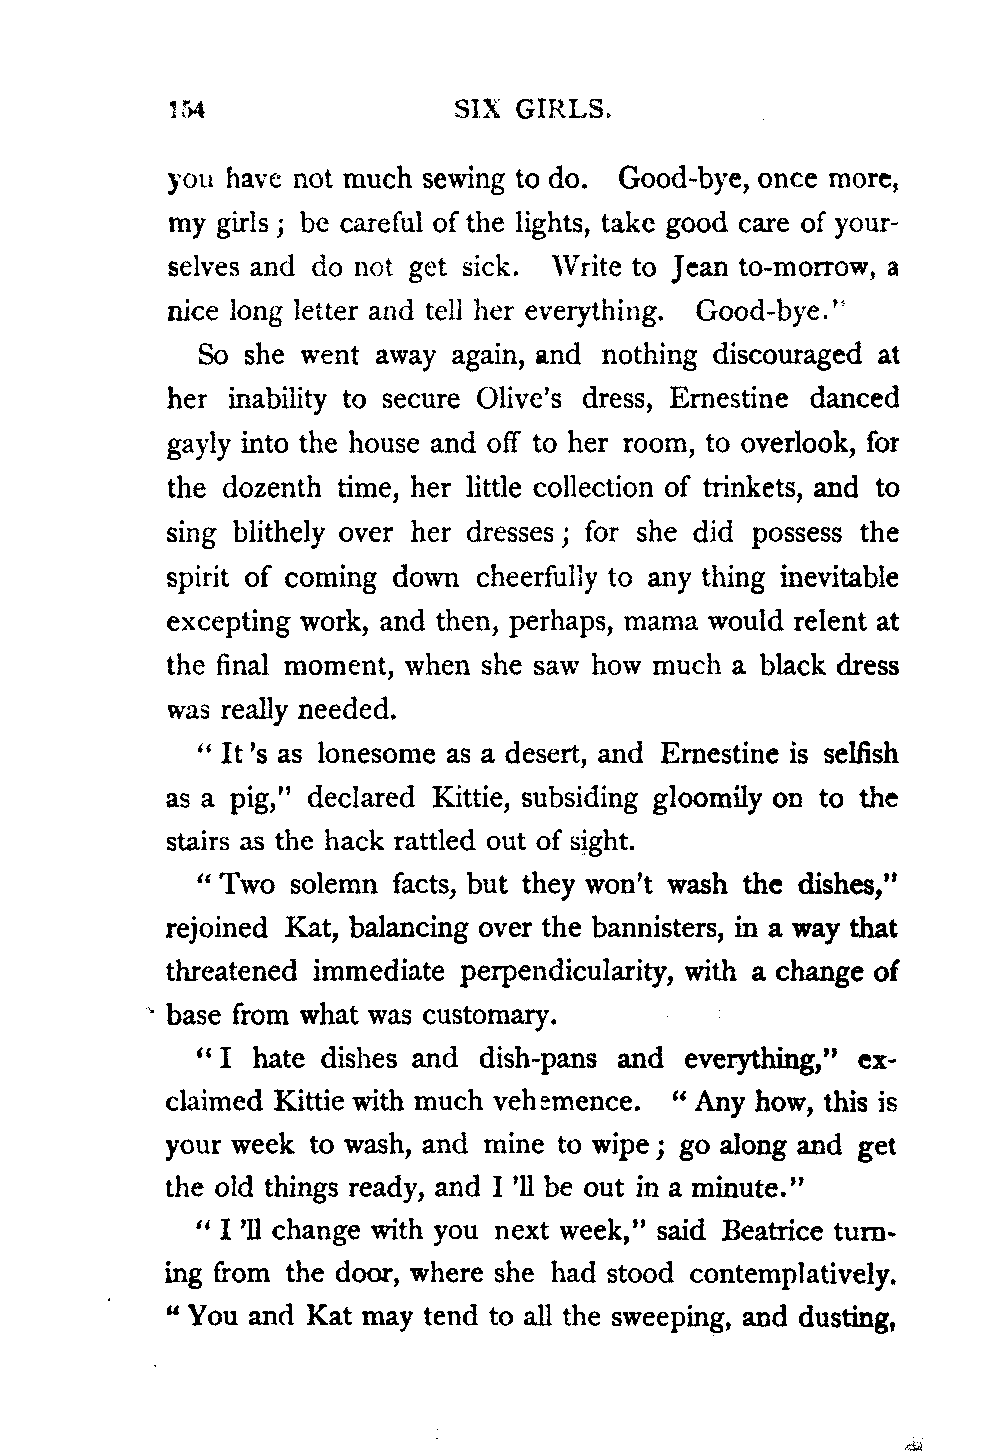 154 SIX GIRLS.
you have not much sewing to do. Good-bye, once more,
my girls; be careful of the lights, take good care of your-
selves and do not get sick. Write to Jean to-morrow, a
nice long letter and tell her everything. Good-bye."
So she went away again, and nothing discouraged at
her inability to secure Olive's dress, Ernestine danced
gayly into the house and off to her room, to overlook, for
the dozenth time, her little collection of trinkets, and to
sing blithely over her dresses; for she did possess the
spirit of coming down cheerfully to any thing inevitable
excepting work, and then, perhaps, mama would relent at
the final moment, when she saw how much a black dress
was really needed.
"It's as lonesome as a desert, and Ernestine is selfish
as a pig," declared Kittie, subsiding gloomily on to the
stairs as the hack rattled out of sight.
"Two solemn facts, but they won't wash the dishes,"
rejoined Kat, balancing over the bannisters, in a way that
threatened immediate perpendicularity, with a change of
base from what was customary.
"I hate dishes and dish-pans and everything," ex-
claimed Kittie with much vehemence. "Any how, this is
your week to wash, and mine to wipe; go along and get
the old things ready, and I'll be out in a minute."
"I'll change with you next week," said Beatrice turn-
ing from the door, where she had stood contemplatively.
"You and Kat may tend to all the sweeping, and dusting,